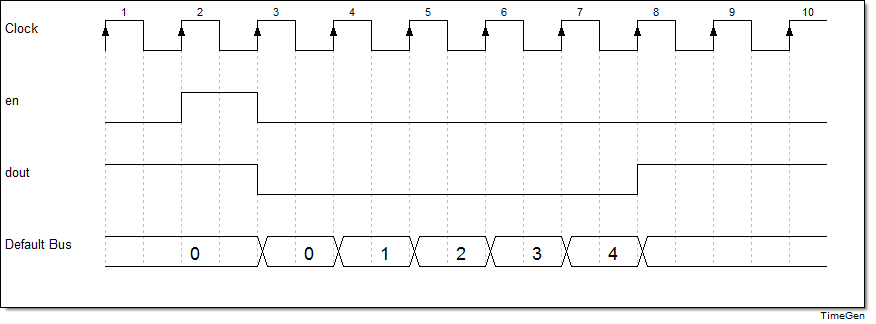 1 2 3 4 5 6 7 8 9 10
Clock
en
dout
Default Bus 0 0 1 2 3 4
TimeGen